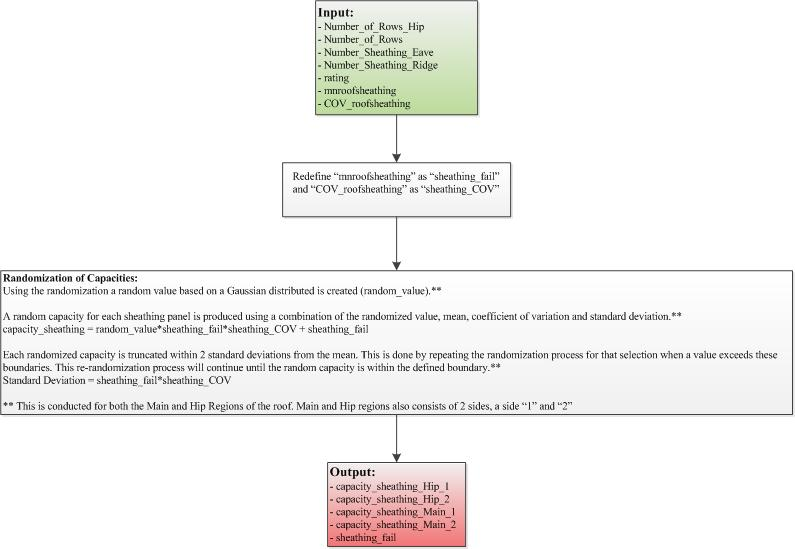 Input:
- Number_of_Rows_Hip
- Number_of_Rows
- Number_Sheathing_Eave
- Number_Sheathing_Ridge
- rating
- mnroofsheathing
- COV_roofsheathing
Redefine “mnroofsheathing” as “sheathing_fail”
and “COV_roofsheathing” as “sheathing_COV”
Randomization of Capacities:
Using the randomization a random value based on a Gaussian distributed is created (random_value).**
A random capacity for each sheathing panel is produced using a combination of the randomized value, mean, coefficient of variation and standard deviation.**
capacity_sheathing = random_value*sheathing_fail*sheathing_COV + sheathing_fail
Each randomized capacity is truncated within 2 standard deviations from the mean. This is done by repeating the randomization process for that selection when a value exceeds these
boundaries. This re-randomization process will continue until the random capacity is within the defined boundary.**
Standard Deviation = sheathing_fail*sheathing_COV
** This is conducted for both the Main and Hip Regions of the roof. Main and Hip regions also consists of 2 sides, a side “1” and “2”
Output:
- capacity_sheathing_Hip_1
- capacity_sheathing_Hip_2
- capacity_sheathing_Main_1
- capacity_sheathing_Main_2
- sheathing_fail